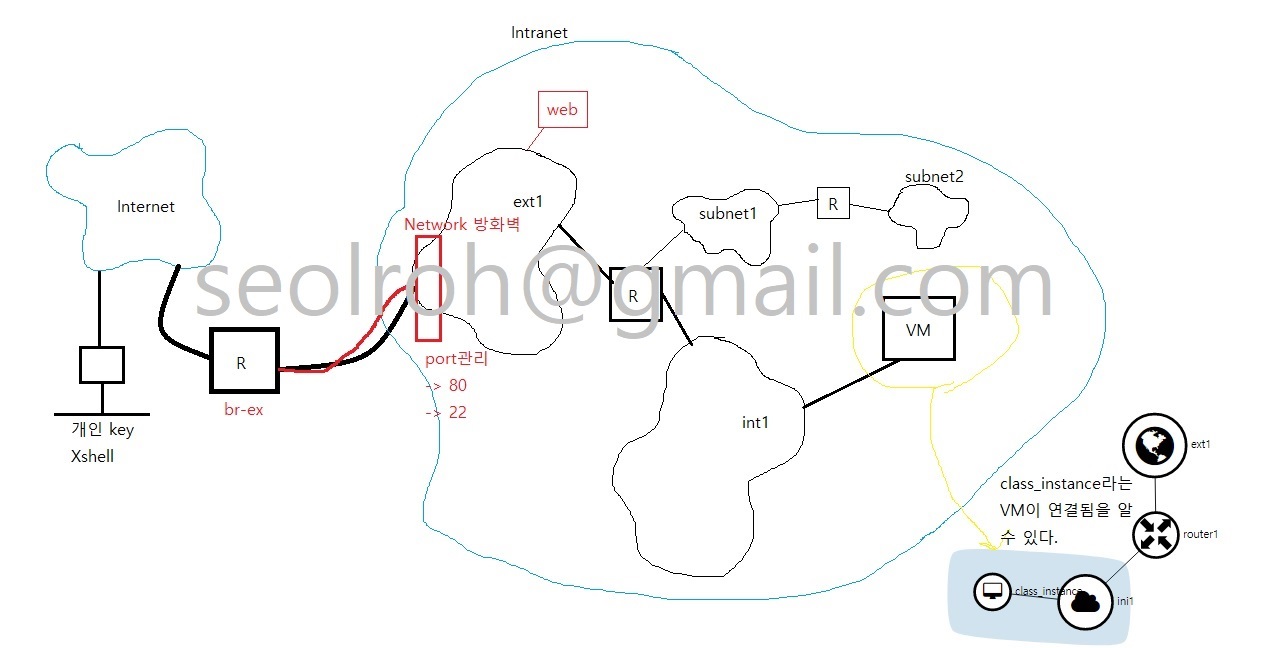 Intranet
web
Internet
ext1
subnet1
R
subnet2
Network 방화벽
seolroh@gmail.com
R
VM
R
br-ex
port관리
-> 80
-> 22
개인 key
Xshell
int1
ext1
class_instance라는
VM이 연결됨을 알
수 있다.
router1
class_instance
ini1